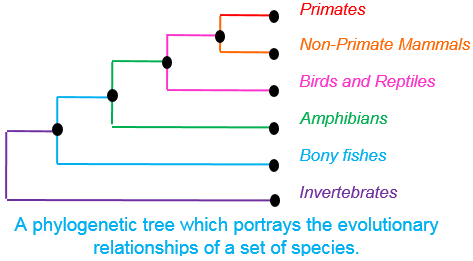 Primates
Non-Primate Mammals
Birds and Reptiles
Amphibians
Bony fishes
Invertebrates
A phylogenetic tree which portrays the evolutionary
relationships of a set of species.